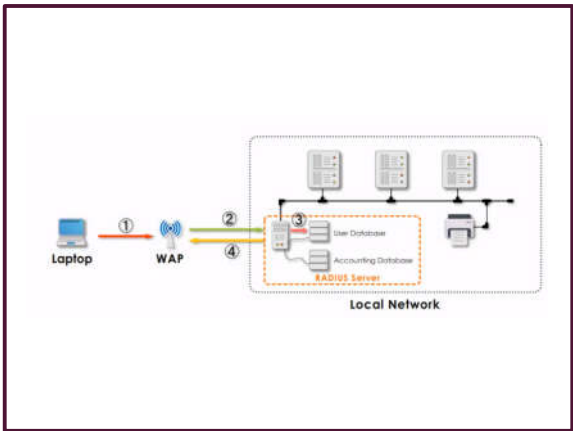 ①
②
③
④
Laptop
WAP
User Database
Accounting Database
RADIUS Server
Local Network